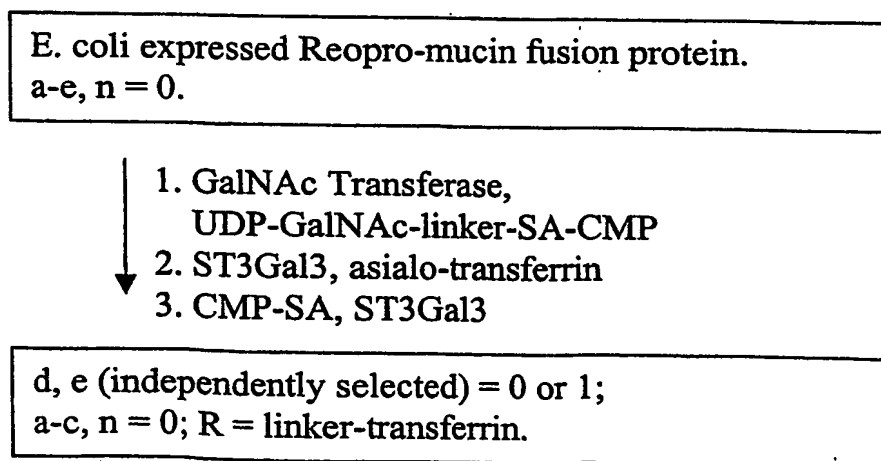 E. coli expressed Reopro-mucin fusion protein.
a-e, n = 0.
1. GalNAc Transferase,
UDP-GalNAc-linker-SA-CMP
2. ST3Gal3, asialo-transferrin
3. CMP-SA, ST3Gal3
d, e (independently selected) = 0 or 1;
a-c, n = 0; R = linker-transferrin.